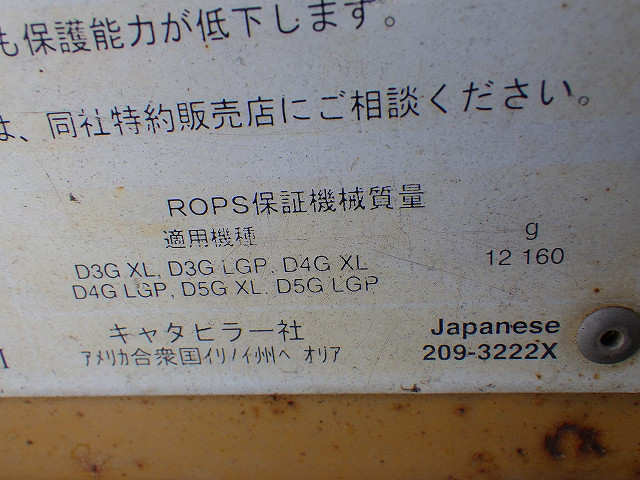 も保護能力が低下します。
は、同社特約販売店にご相談ください。
ROPS保証機械質量
適用機種 g
D3G XL, D3G LGP, D4G XL 12 160
D4G LGP, D5G XL, D5G LGP
キャタピラー社 Japanese
アメリカ合衆国イリノイ州ペ オリア 209-3222X